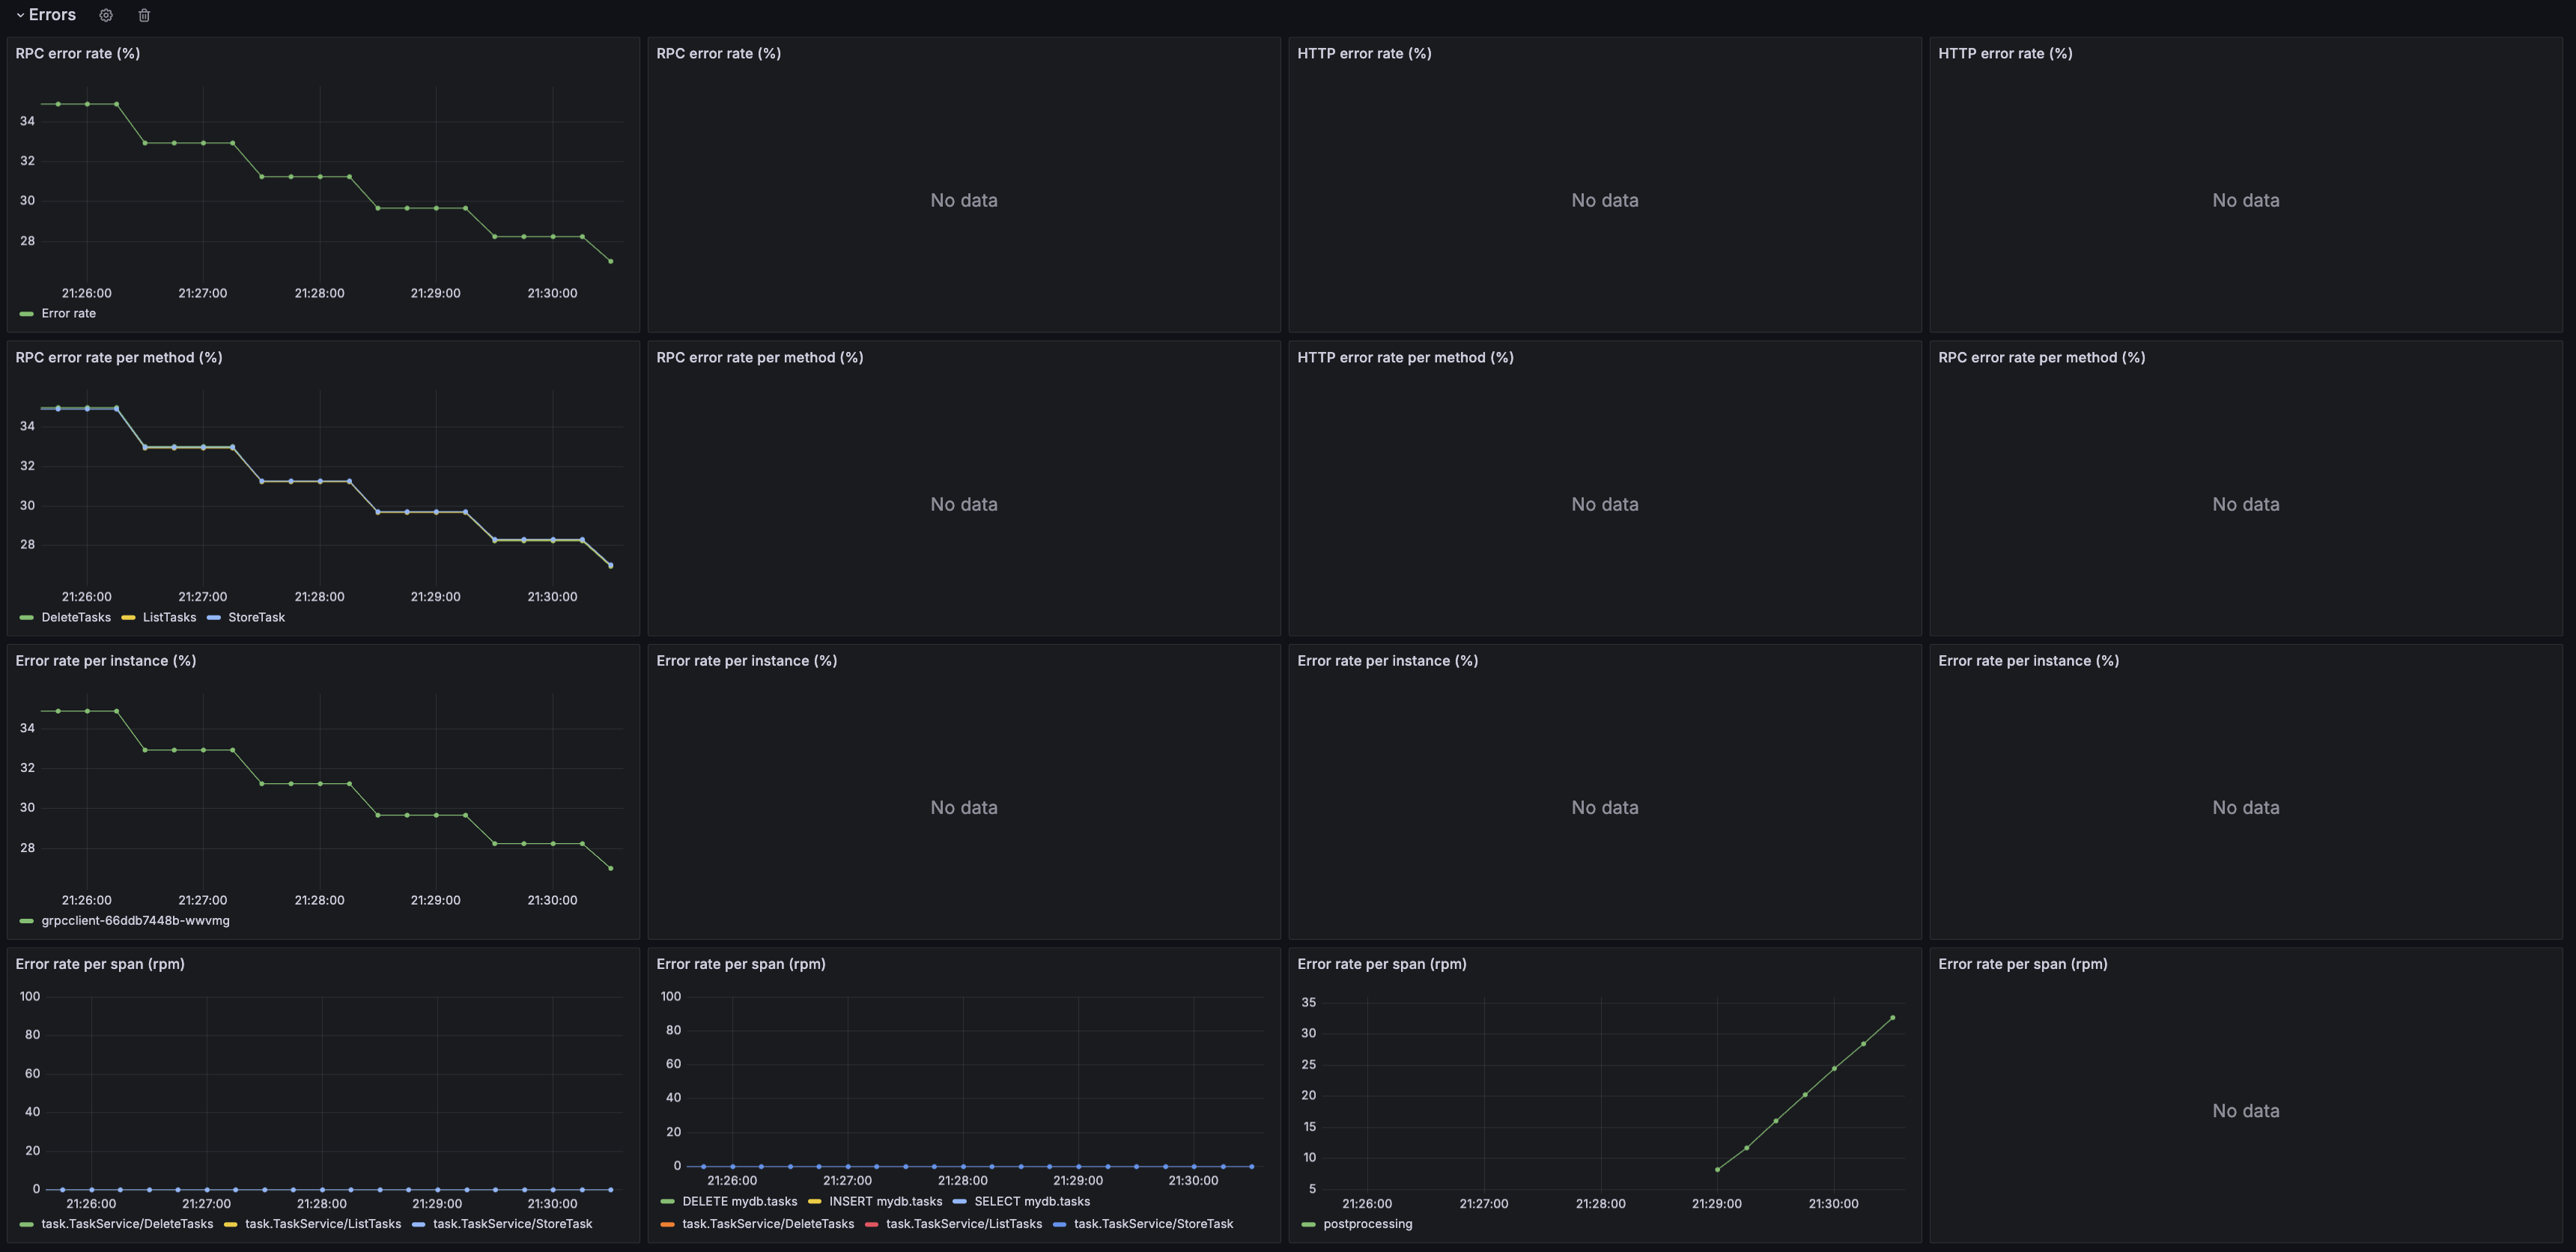 Errors
RPC error rate (%)
34
32
30
28
21:26:00 21:27:00 21:28:00 21:29:00 21:30:00
Error rate
RPC error rate (%)
No data
HTTP error rate (%)
No data
HTTP error rate (%)
No data
RPC error rate per method (%)
34
32
30
28
21:26:00 21:27:00 21:28:00 21:29:00 21:30:00
DeleteTasks ListTasks StoreTask
RPC error rate per method (%)
No data
HTTP error rate per method (%)
No data
RPC error rate per method (%)
No data
Error rate per instance (%)
34
32
30
28
21:26:00 21:27:00 21:28:00 21:29:00 21:30:00
grpcclient-66ddb7448b-wwvmg
Error rate per instance (%)
No data
Error rate per instance (%)
No data
Error rate per instance (%)
No data
Error rate per span (rpm)
100
80
60
40
20
0
21:26:00 21:27:00 21:28:00 21:29:00 21:30:00
task.TaskService/DeleteTasks task.TaskService/ListTasks task.TaskService/StoreTask
Error rate per span (rpm)
100
80
60
40
20
0
21:26:00 21:27:00 21:28:00 21:29:00 21:30:00
DELETE mydb.tasks INSERT mydb.tasks SELECT mydb.tasks
task.TaskService/DeleteTasks task.TaskService/ListTasks task.TaskService/StoreTask
Error rate per span (rpm)
35
30
25
20
15
10
5
21:26:00 21:27:00 21:28:00 21:29:00 21:30:00
postprocessing
Error rate per span (rpm)
No data